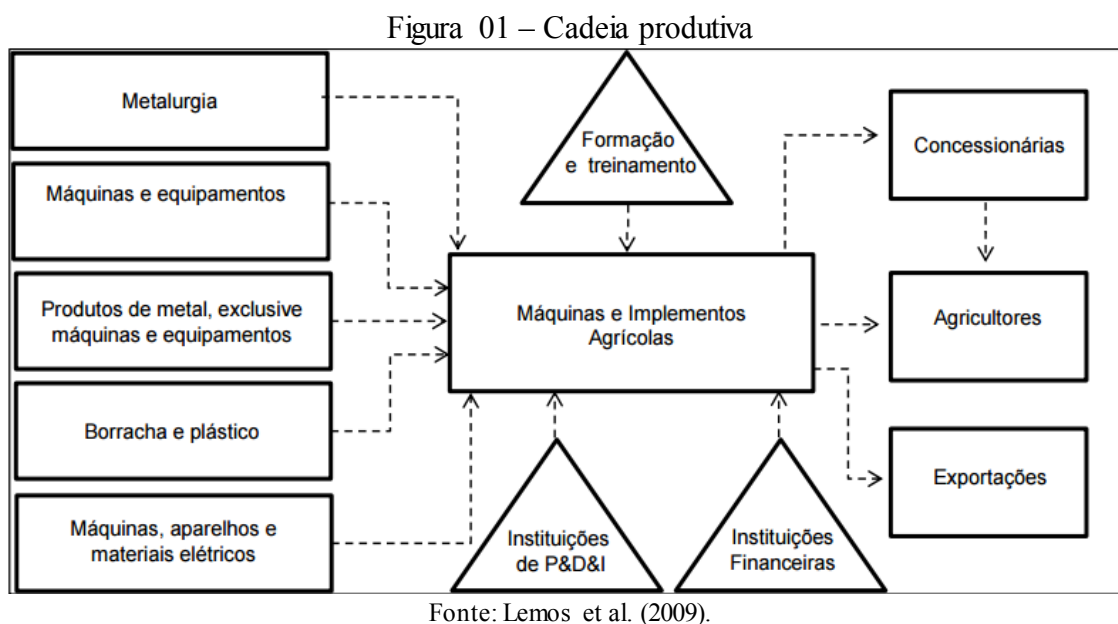 Figura 01 – Cadeia produtiva
Metalurgia
Máquinas e equipamentos
Produtos de metal, exclusive
máquinas e equipamentos
Borracha e plástico
Máquinas, aparelhos e
materiais elétricos
Formação
e treinamento
Máquinas e Implementos
Agrícolas
Instituições
de P&D&I
Instituições
Financeiras
Concessionárias
Agricultores
Exportações
Fonte: Lemos et al. (2009).